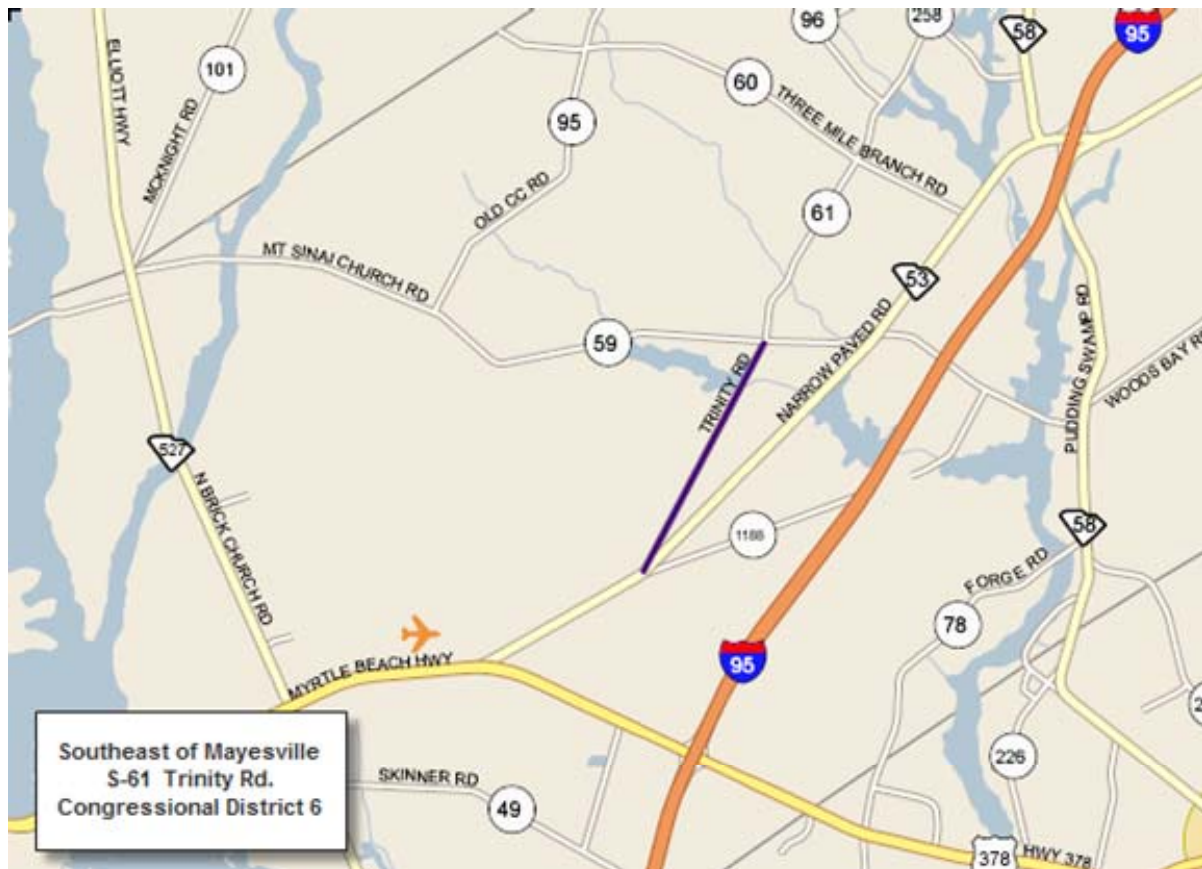 96
258
58
95
ELLIOTT HWY
101
MCKNIGHT RD
60
THREE MILE BRANCH RD
95
OLD CC RD
61
MT SINAI CHURCH RD
53
NARROW PAVED RD
59
TRINITY RD
PUDDING SWAMP RD
WOODS BAY R
527
N BRICK CHURCH RD
1188
58
FORGE RD
78
95
MYRTLE BEACH HWY
226
2
Southeast of Mayesville
S-61 Trinity Rd.
Congressional District 6
SKINNER RD
49
378
HWY 378